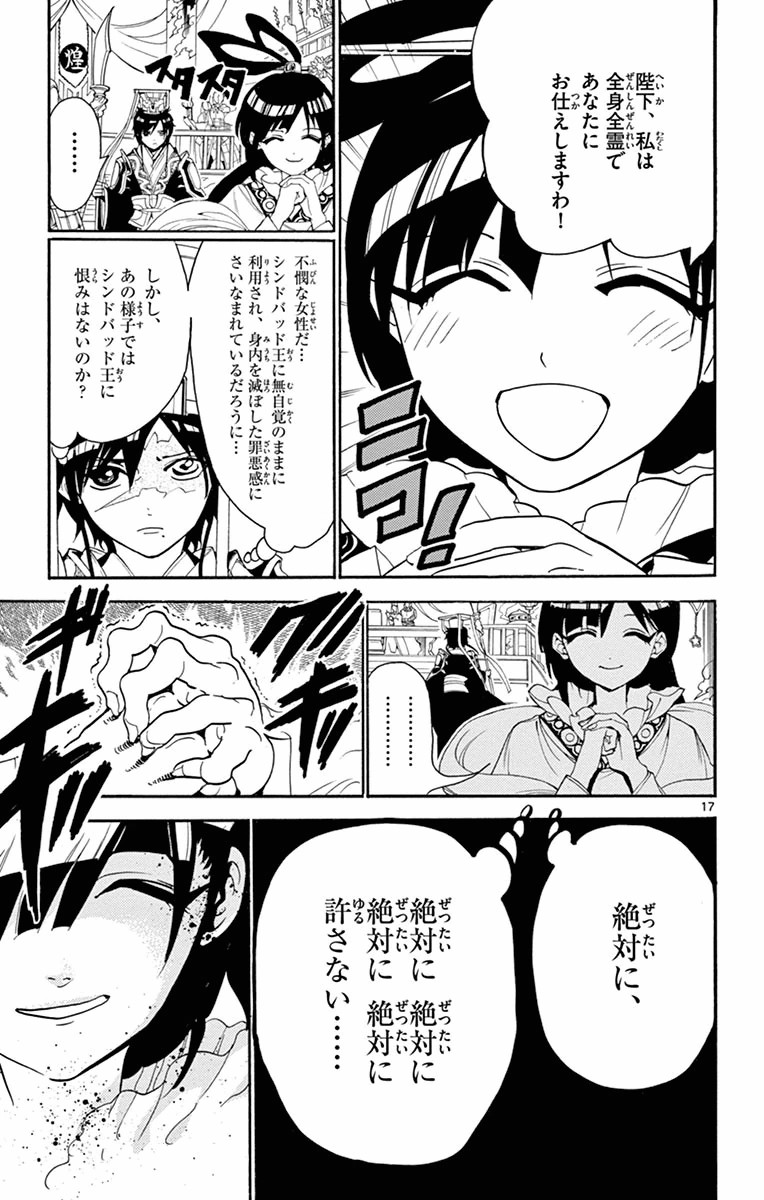 陛下、私は
全身全霊で
あなたに
お仕えしますわ！
ニコッ！
煌
スタスタ
………
不憫な女性だ…
シンドバッド王に無自覚のままに
利用され、身内を滅ぼした罪悪感に
さいなまれているだろうに…
しかし、
あの様子では
シンドバッド王に
恨みはないのか？
…………
17
絶対に、
絶対に 絶対に
絶対に 絶対に
許さない……